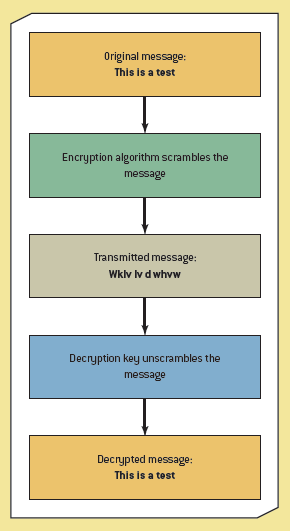 Original message:
This is a test
Encryption algorithm scrambles the
message
Transmitted message:
Wklv lv d whvw
Decryption key unscrambles the
message
Decrypted message:
This is a test